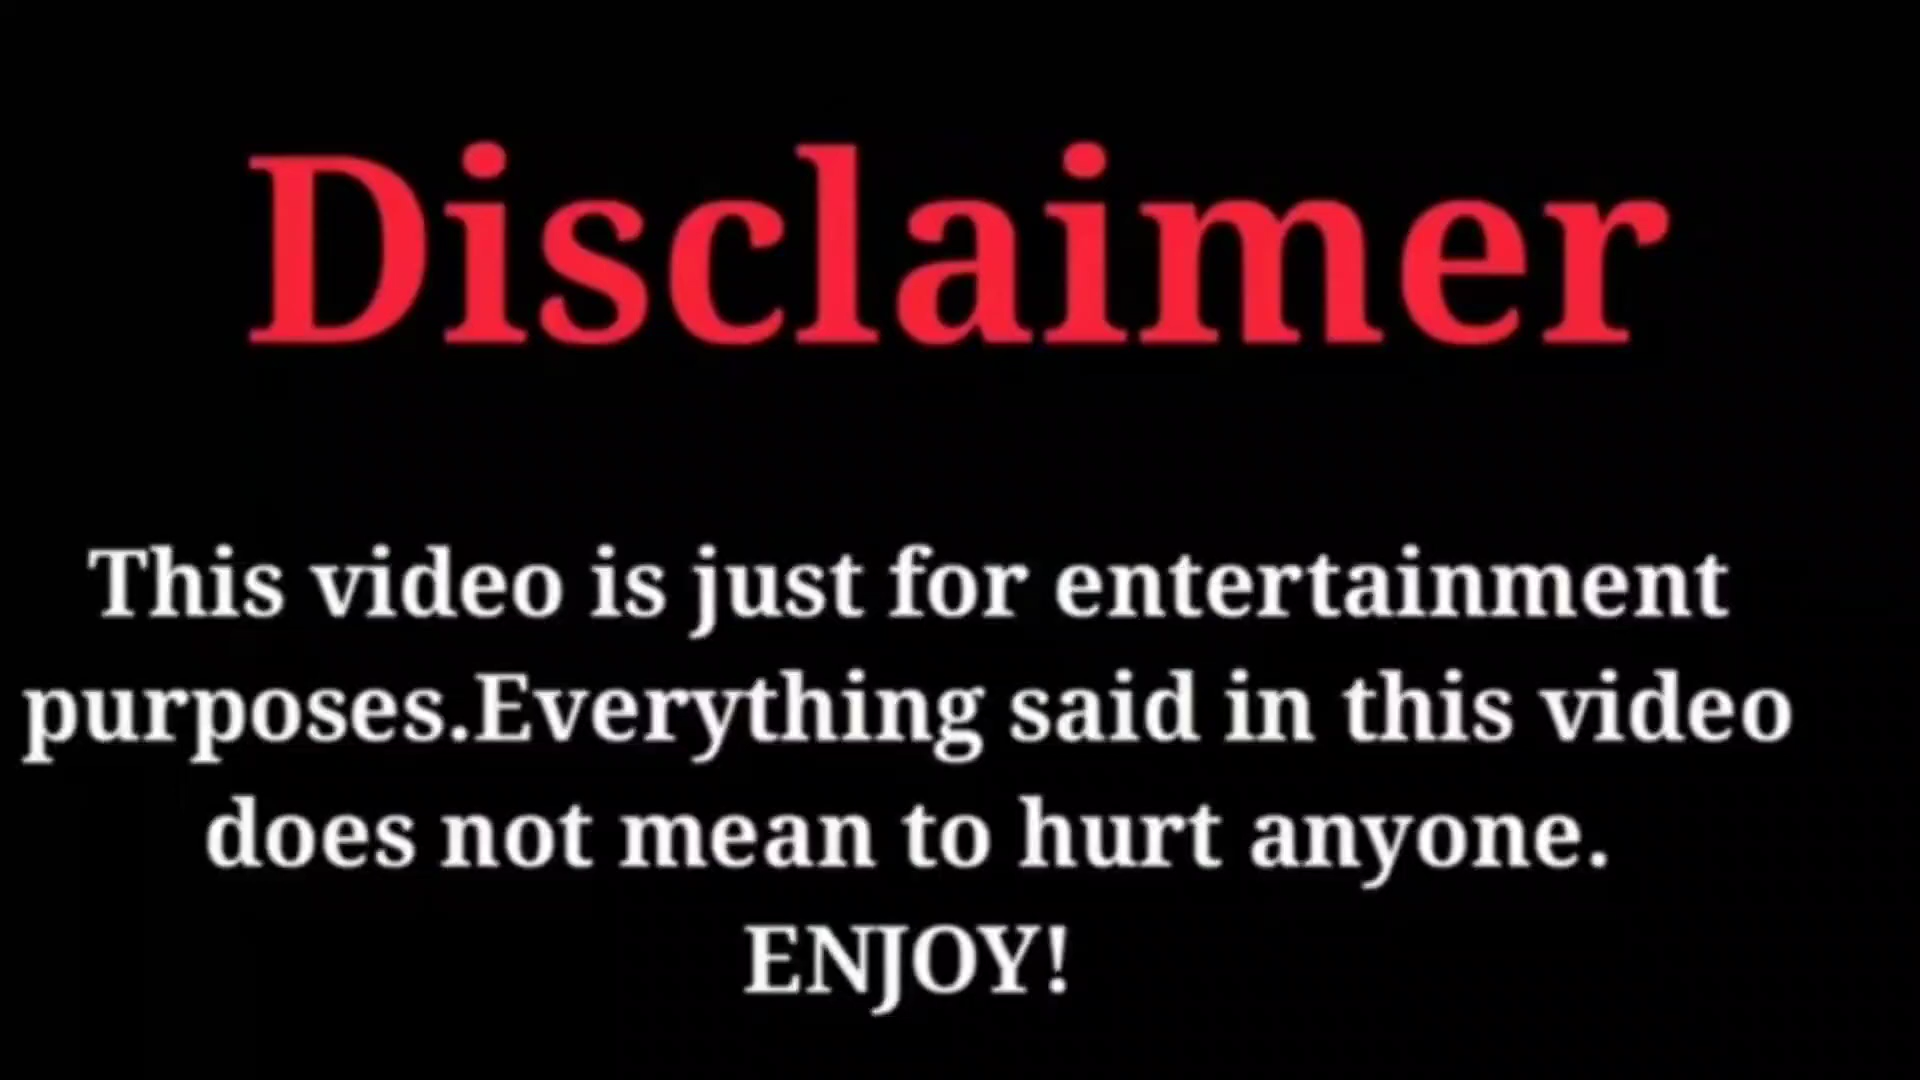 Disclaimer
This video is just for entertainment
purposes.Everything said in this video
does not mean to hurt anyone.
ENJOY!